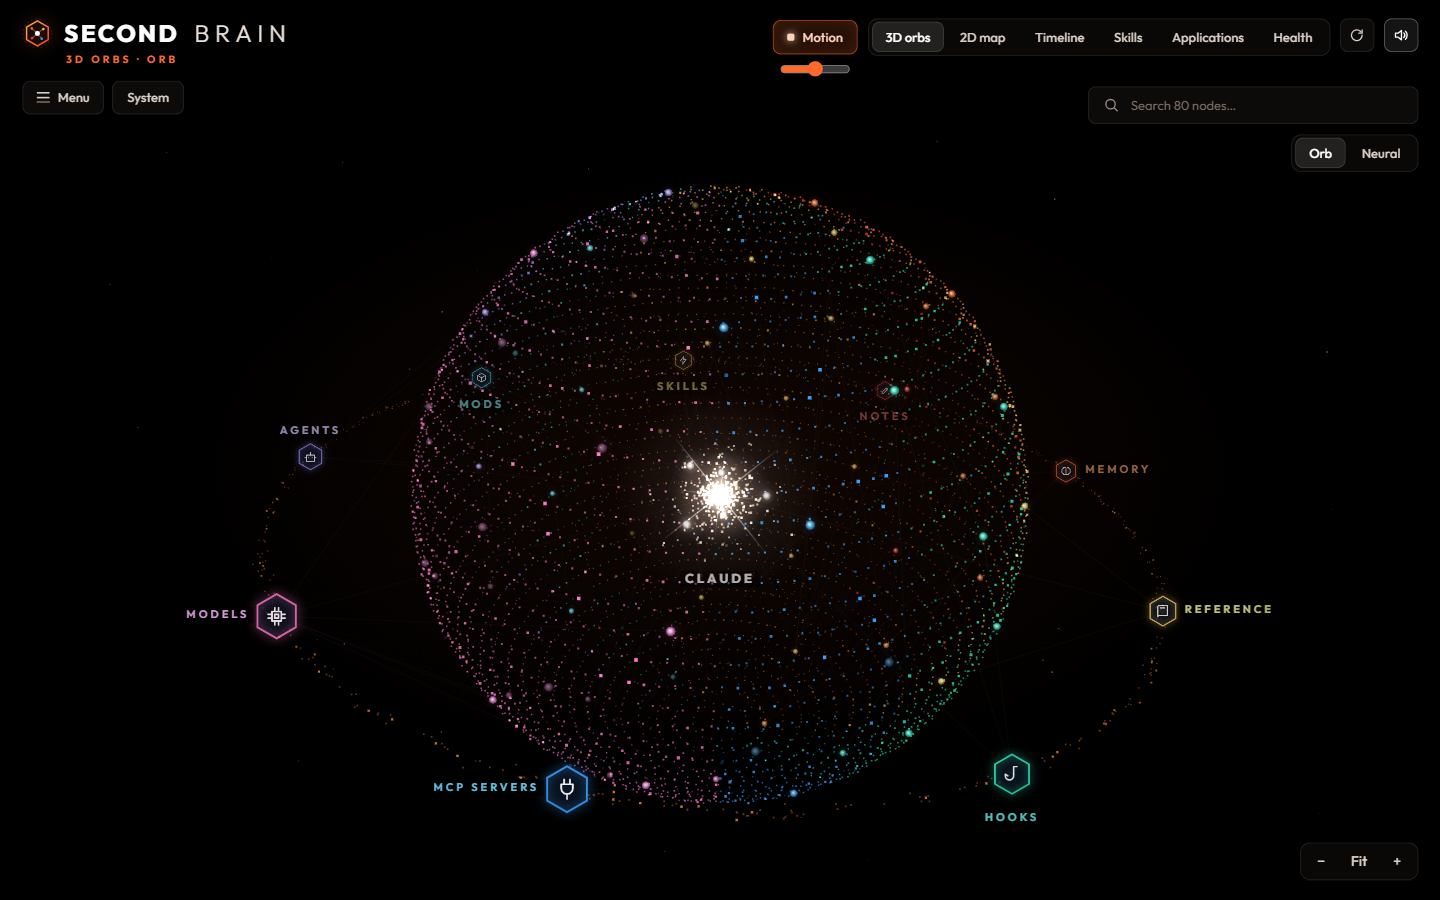 SECOND BRAIN
3D ORBS · ORB
Motion
3D orbs
2D map
Timeline
Skills
Applications
Health
Menu
System
Search 80 nodes...
Orb
Neural
SKILLS
MODS
NOTES
AGENTS
MEMORY
CLAUDE
MODELS
REFERENCE
MCP SERVERS
HOOKS
− Fit +